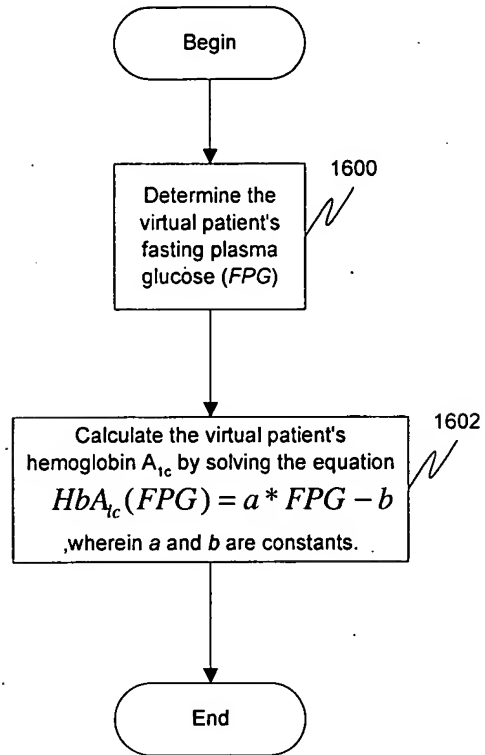 Begin
1600
Determine the
virtual patient's
fasting plasma
glucose (FPG)
1602
Calculate the virtual patient's
hemoglobin A1c by solving the equation
HbA1c(FPG) = a* FPG − b
,wherein a and b are constants.
End